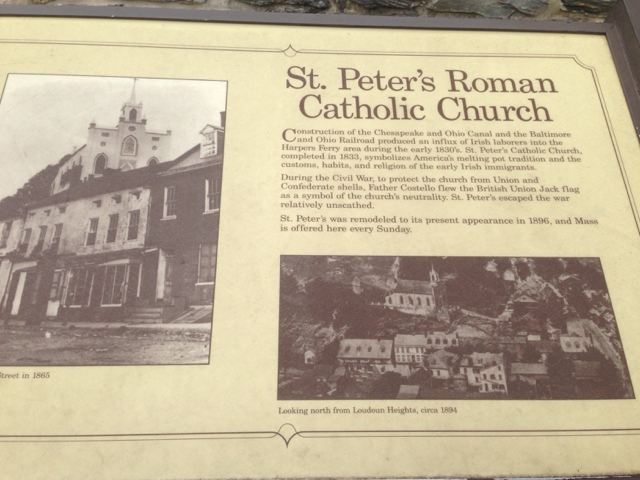 St. Peter's Roman
Catholic Church
Construction of the Chesapeake and Ohio Canal and the Baltimore
and Ohio Railroad produced an influx of Irish laborers into the
Harpers Ferry area during the early 1830's. St. Peter's Catholic Church,
completed in 1833, symbolizes America's melting pot tradition and the
customs, habits, and religion of the early Irish immigrants.
During the Civil War, to protect the church from Union and
Confederate shells, Father Costello flew the British Union Jack flag
as a symbol of the church's neutrality. St. Peter's escaped the war
relatively unscathed.
St. Peter's was remodeled to its present appearance in 1896, and Mass
is offered here every Sunday.
Street in 1865
Looking north from Loudoun Heights, circa 1894